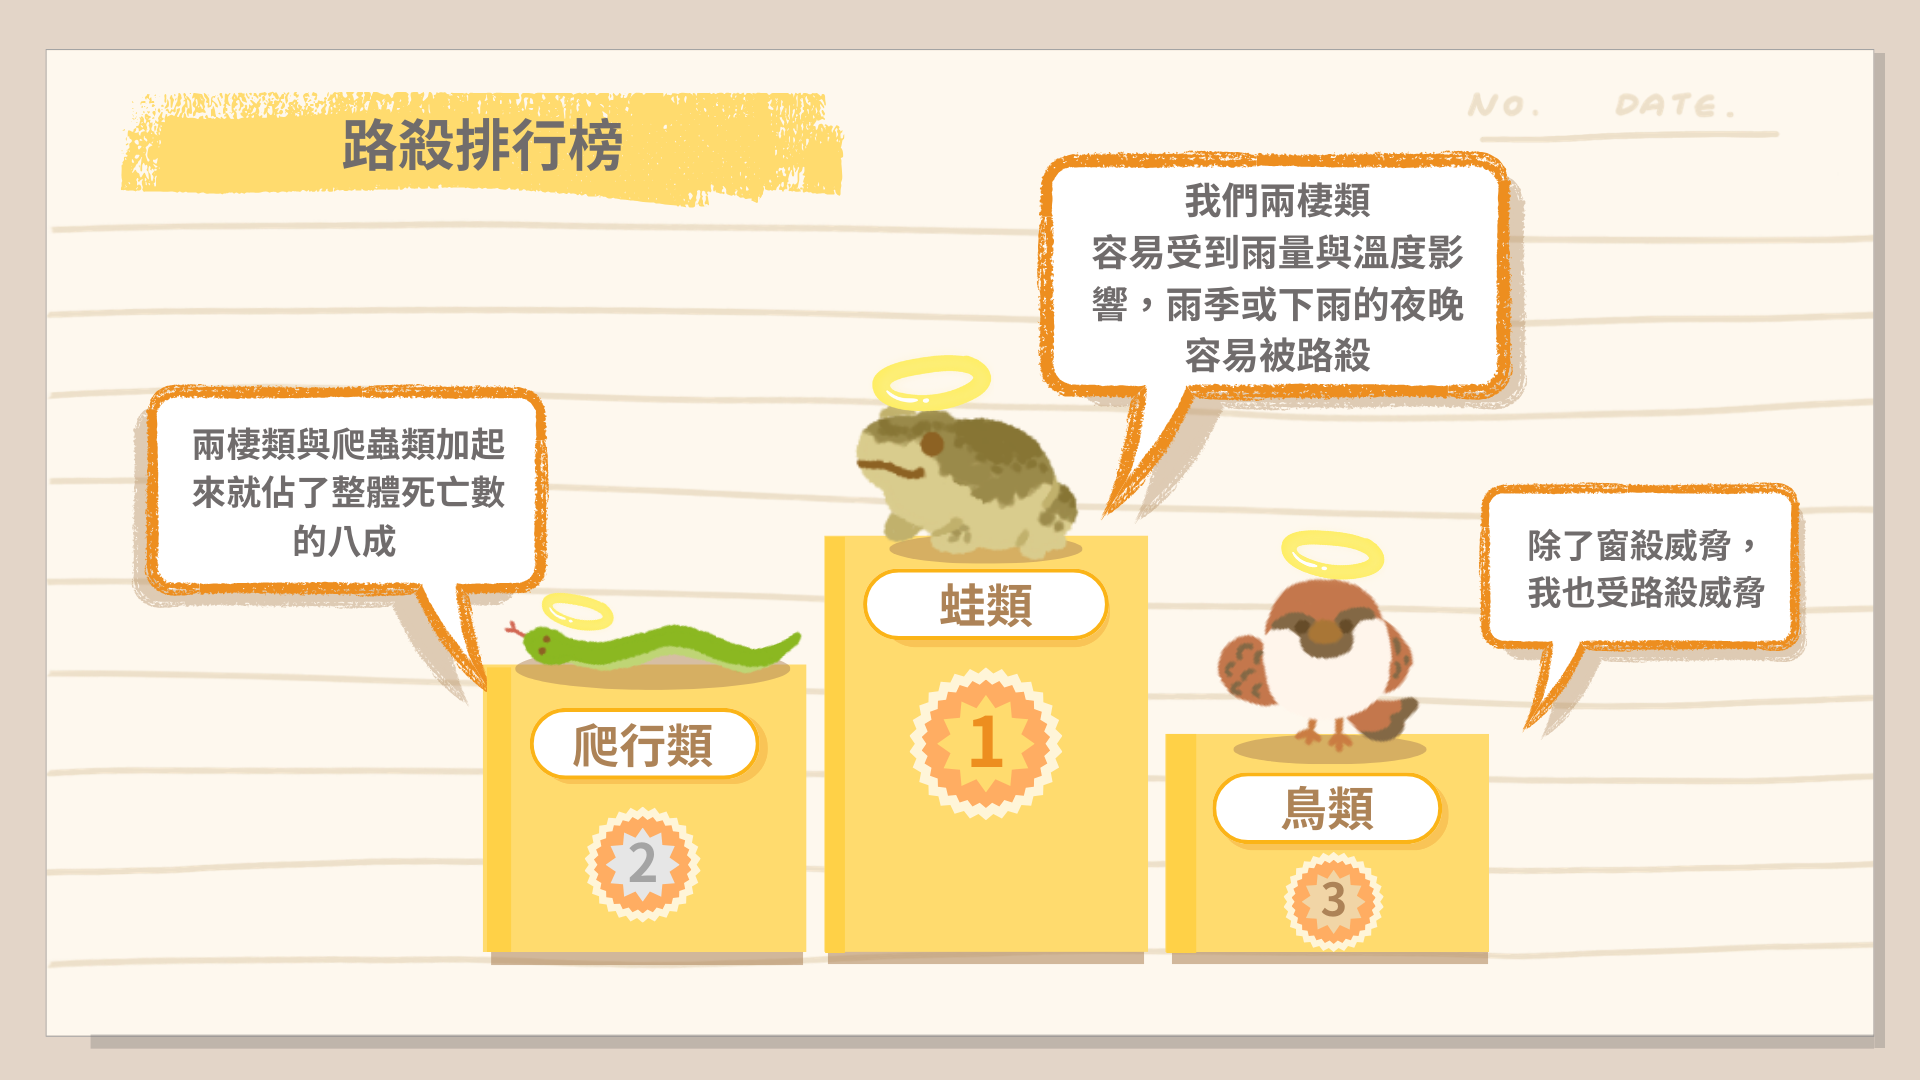 路殺排行榜
NO. DATE.
我們兩棲類
容易受到雨量與溫度影
響，雨季或下雨的夜晚
容易被路殺
兩棲類與爬蟲類加起
來就佔了整體死亡數
的八成
除了窗殺威脅，
我也受路殺威脅
蛙類
1
爬行類
2
鳥類
3